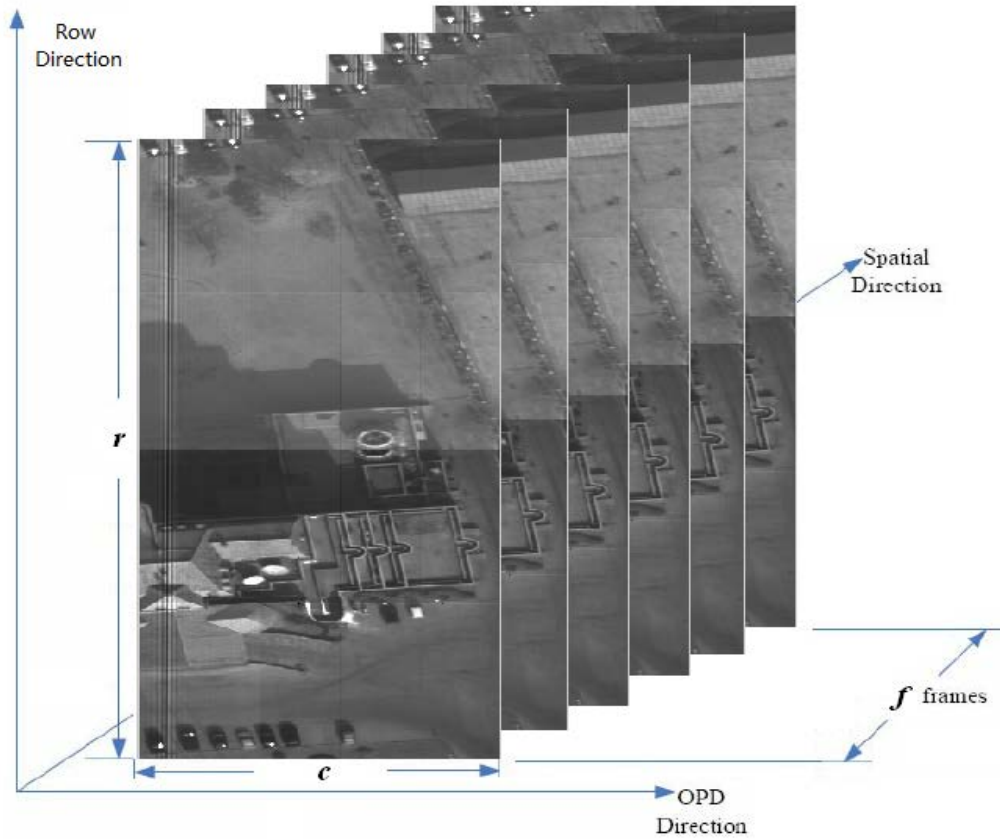 Row
Direction
Spatial
Direction
r
f frames
c
OPD
Direction